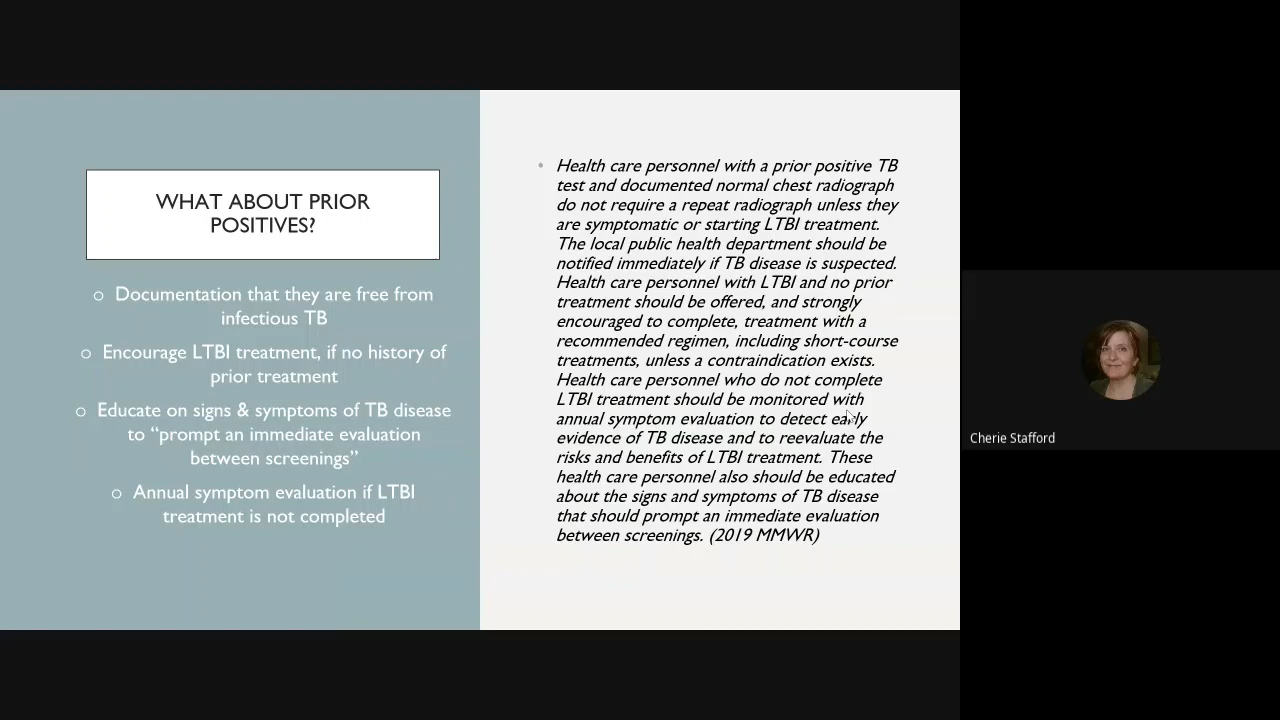 WHAT ABOUT PRIOR
POSITIVES?
o Documentation that they are free from
infectious TB
o Encourage LTBI treatment, if no history of
prior treatment
o Educate on signs & symptoms of TB disease
to “prompt an immediate evaluation
between screenings”
o Annual symptom evaluation if LTBI
treatment is not completed
• Health care personnel with a prior positive TB
test and documented normal chest radiograph
do not require a repeat radiograph unless they
are symptomatic or starting LTBI treatment.
The local public health department should be
notified immediately if TB disease is suspected.
Health care personnel with LTBI and no prior
treatment should be offered, and strongly
encouraged to complete, treatment with a
recommended regimen, including short-course
treatments, unless a contraindication exists.
Health care personnel who do not complete
LTBI treatment should be monitored with
annual symptom evaluation to detect early
evidence of TB disease and to reevaluate the
risks and benefits of LTBI treatment. These
health care personnel also should be educated
about the signs and symptoms of TB disease
that should prompt an immediate evaluation
between screenings. (2019 MMWR)
Cherie Stafford